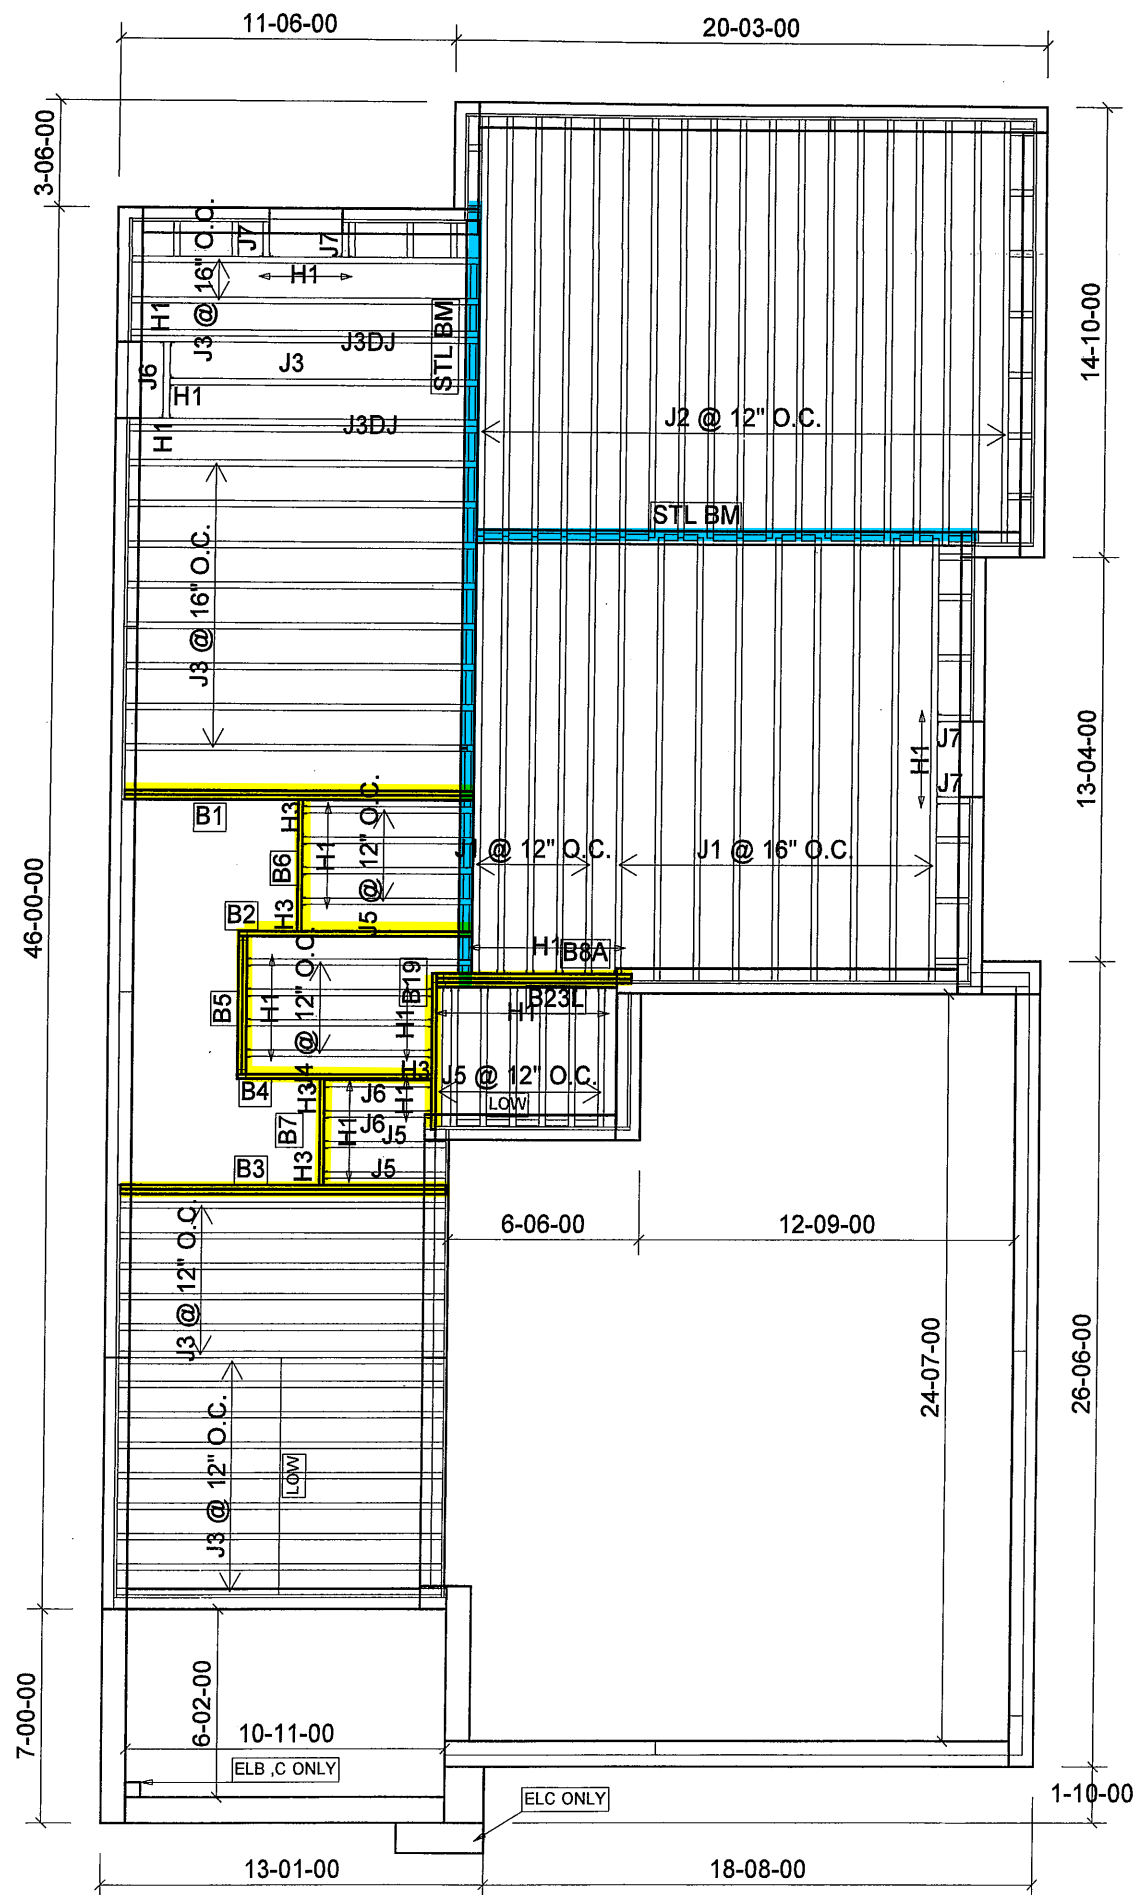 11-06-00
20-03-00
3-06-00
14-10-00
J3 @ 16" O.C.
J7
J7
H1
H1
J3DJ
STL BM
J3
J6
H1
J3DJ
H1
J2 @ 12" O.C.
STL BM
J3 @ 16" O.C.
13-04-00
J7
H1
J7
B1
H3
J5 @ 12" O.C.
H1
B6
J1 @ 12" O.C.
J1 @ 16" O.C.
46-00-00
H3
B2
H1
B8A
J4 @ 12" O.C.
B19
B5
H1
H1
B23L
H1
H3
J5 @ 12" O.C.
LOW
B4
H3
J6
H1
J6
B7
H1
J5
H3
B3
J5
6-06-00
12-09-00
J3 @ 12" O.C.
24-07-00
26-06-00
J3 @ 12" O.C.
LOW
7-00-00
6-02-00
10-11-00
ELB ,C ONLY
ELC ONLY
1-10-00
13-01-00
18-08-00